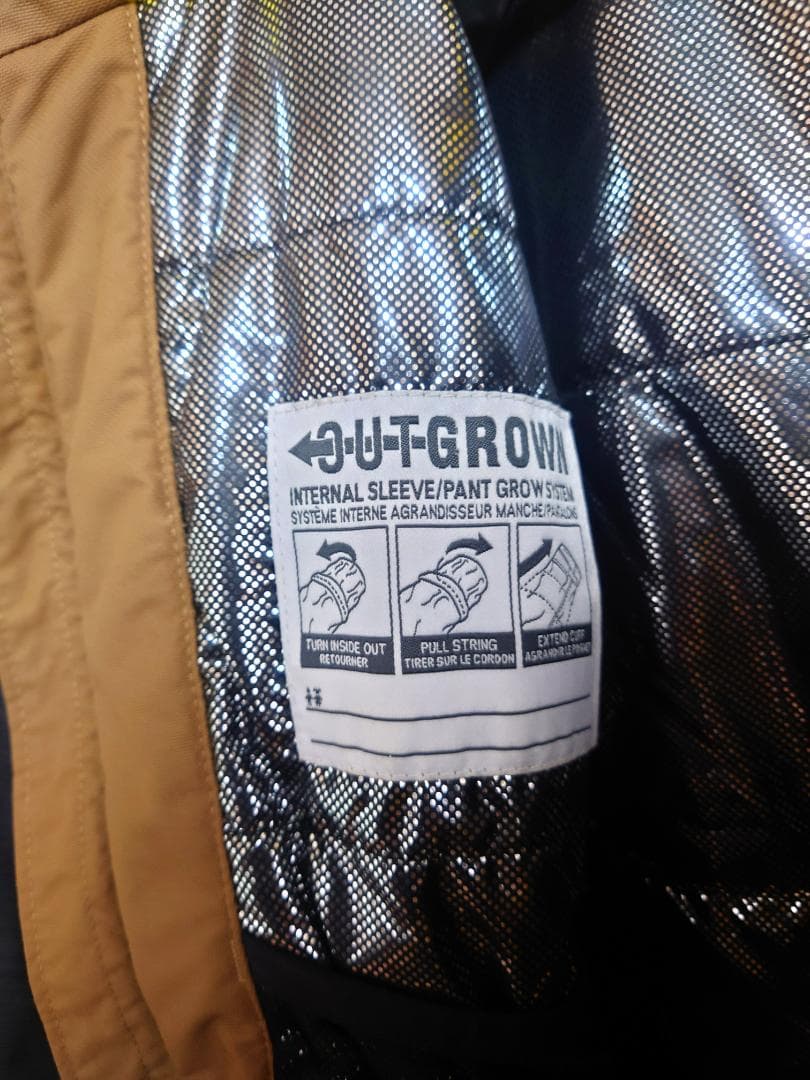 OUTGROWN
INTERNAL SLEEVE/PANT GROW SYSTEM
SYSTÈME INTERNE AGRANDISSEUR MANCHE/PANTALONS
TURN INSIDE OUT
RETOURNER
PULL STRING
TIRER SUR LE CORDON
EXTEND CUFF
AGRANDIR LE POIGNET